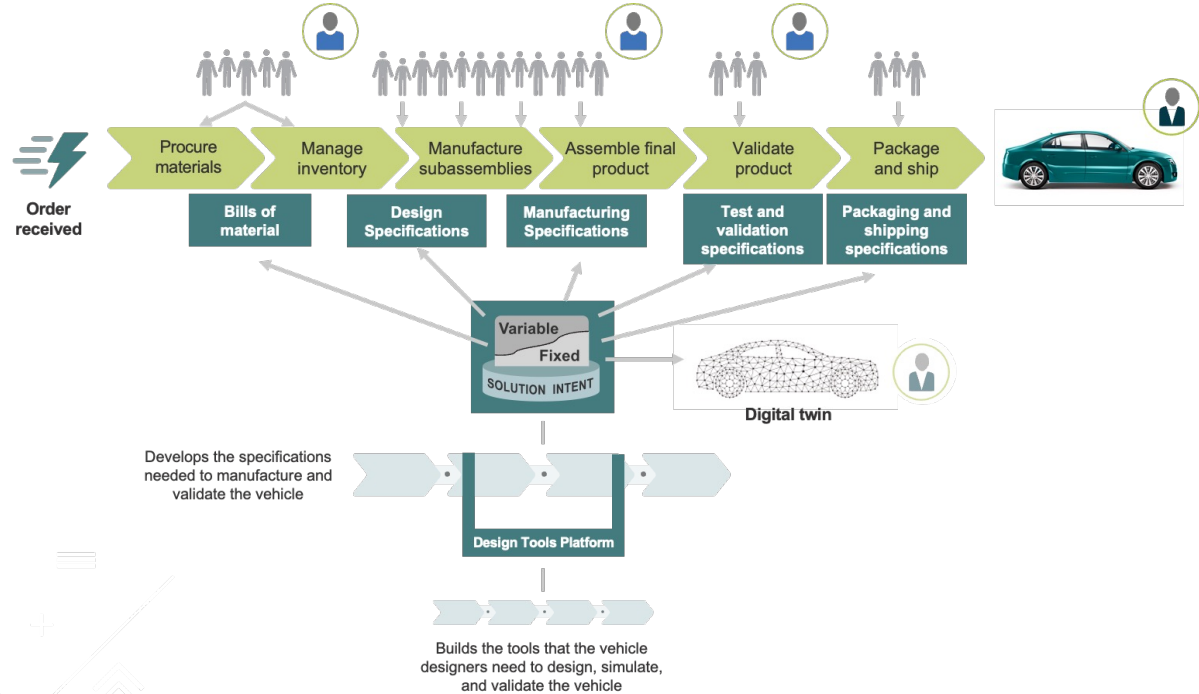 Order
received
Procure
materials
Manage
inventory
Manufacture
subassemblies
Assemble final
product
Validate
product
Package
and ship
Bills of
material
Design
Specifications
Manufacturing
Specifications
Test and
validation
specifications
Packaging and
shipping
specifications
Variable
Fixed
SOLUTION INTENT
Digital twin
Develops the specifications
needed to manufacture and
validate the vehicle
Design Tools Platform
Builds the tools that the vehicle
designers need to design, simulate,
and validate the vehicle